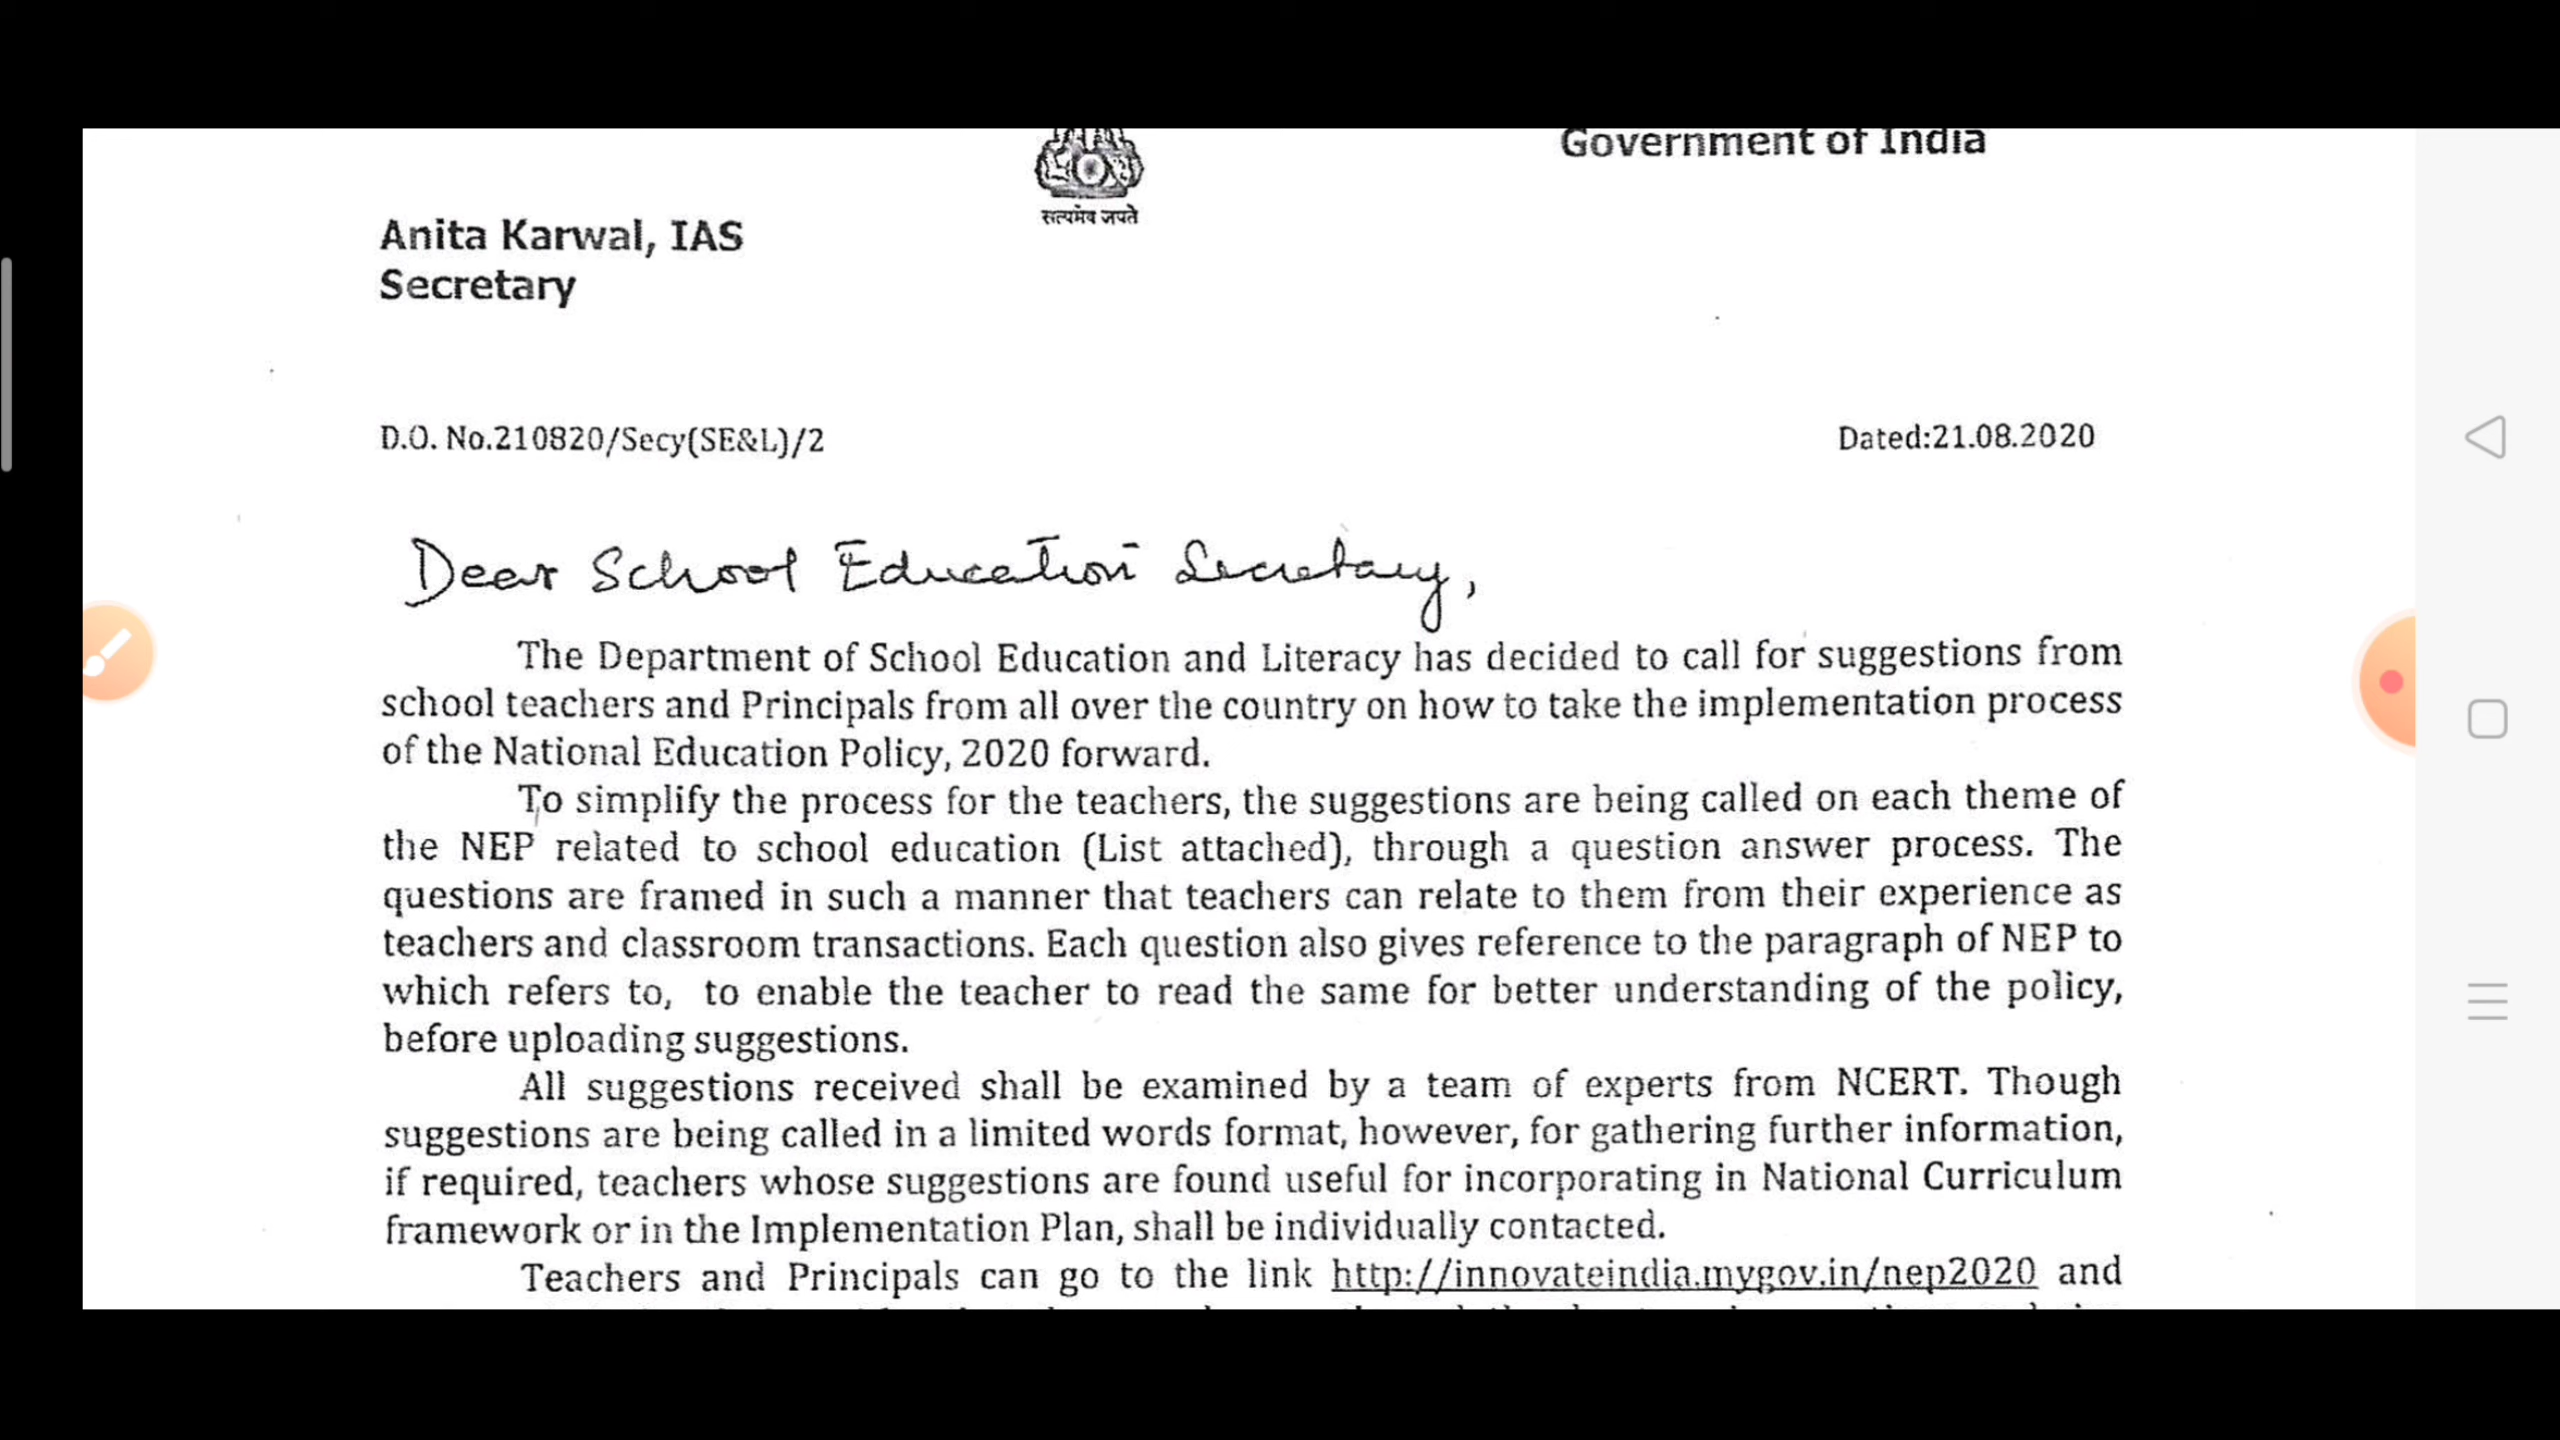 Government of India
सत्यमेव जयते
Anita Karwal, IAS
Secretary
D.O. No.210820/Secy(SE&L)/2
Dated:21.08.2020
Dear School Education Secretary,
The Department of School Education and Literacy has decided to call for suggestions from
school teachers and Principals from all over the country on how to take the implementation process
of the National Education Policy, 2020 forward.
To simplify the process for the teachers, the suggestions are being called on each theme of
the NEP related to school education (List attached), through a question answer process. The
questions are framed in such a manner that teachers can relate to them from their experience as
teachers and classroom transactions. Each question also gives reference to the paragraph of NEP to
which refers to, to enable the teacher to read the same for better understanding of the policy,
before uploading suggestions.
All suggestions received shall be examined by a team of experts from NCERT. Though
suggestions are being called in a limited words format, however, for gathering further information,
if required, teachers whose suggestions are found useful for incorporating in National Curriculum
framework or in the Implementation Plan, shall be individually contacted.
Teachers and Principals can go to the link http://innovateindia.mygov.in/nep2020 and